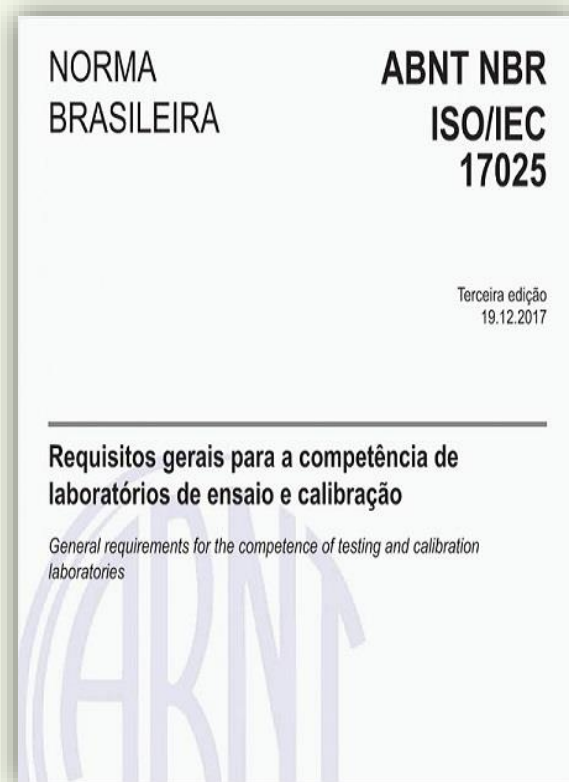 NORMA
BRASILEIRA
ABNT NBR
ISO/IEC
17025
Terceira edição
19.12.2017
Requisitos gerais para a competência de
laboratórios de ensaio e calibração
General requirements for the competence of testing and calibration
laboratories
ABNT